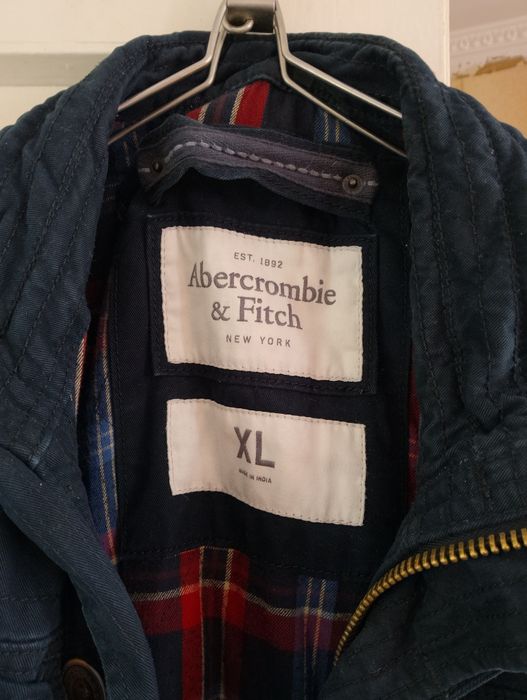 EST. 1892
Abercrombie
& Fitch
NEW YORK
XL
MADE IN INDIA